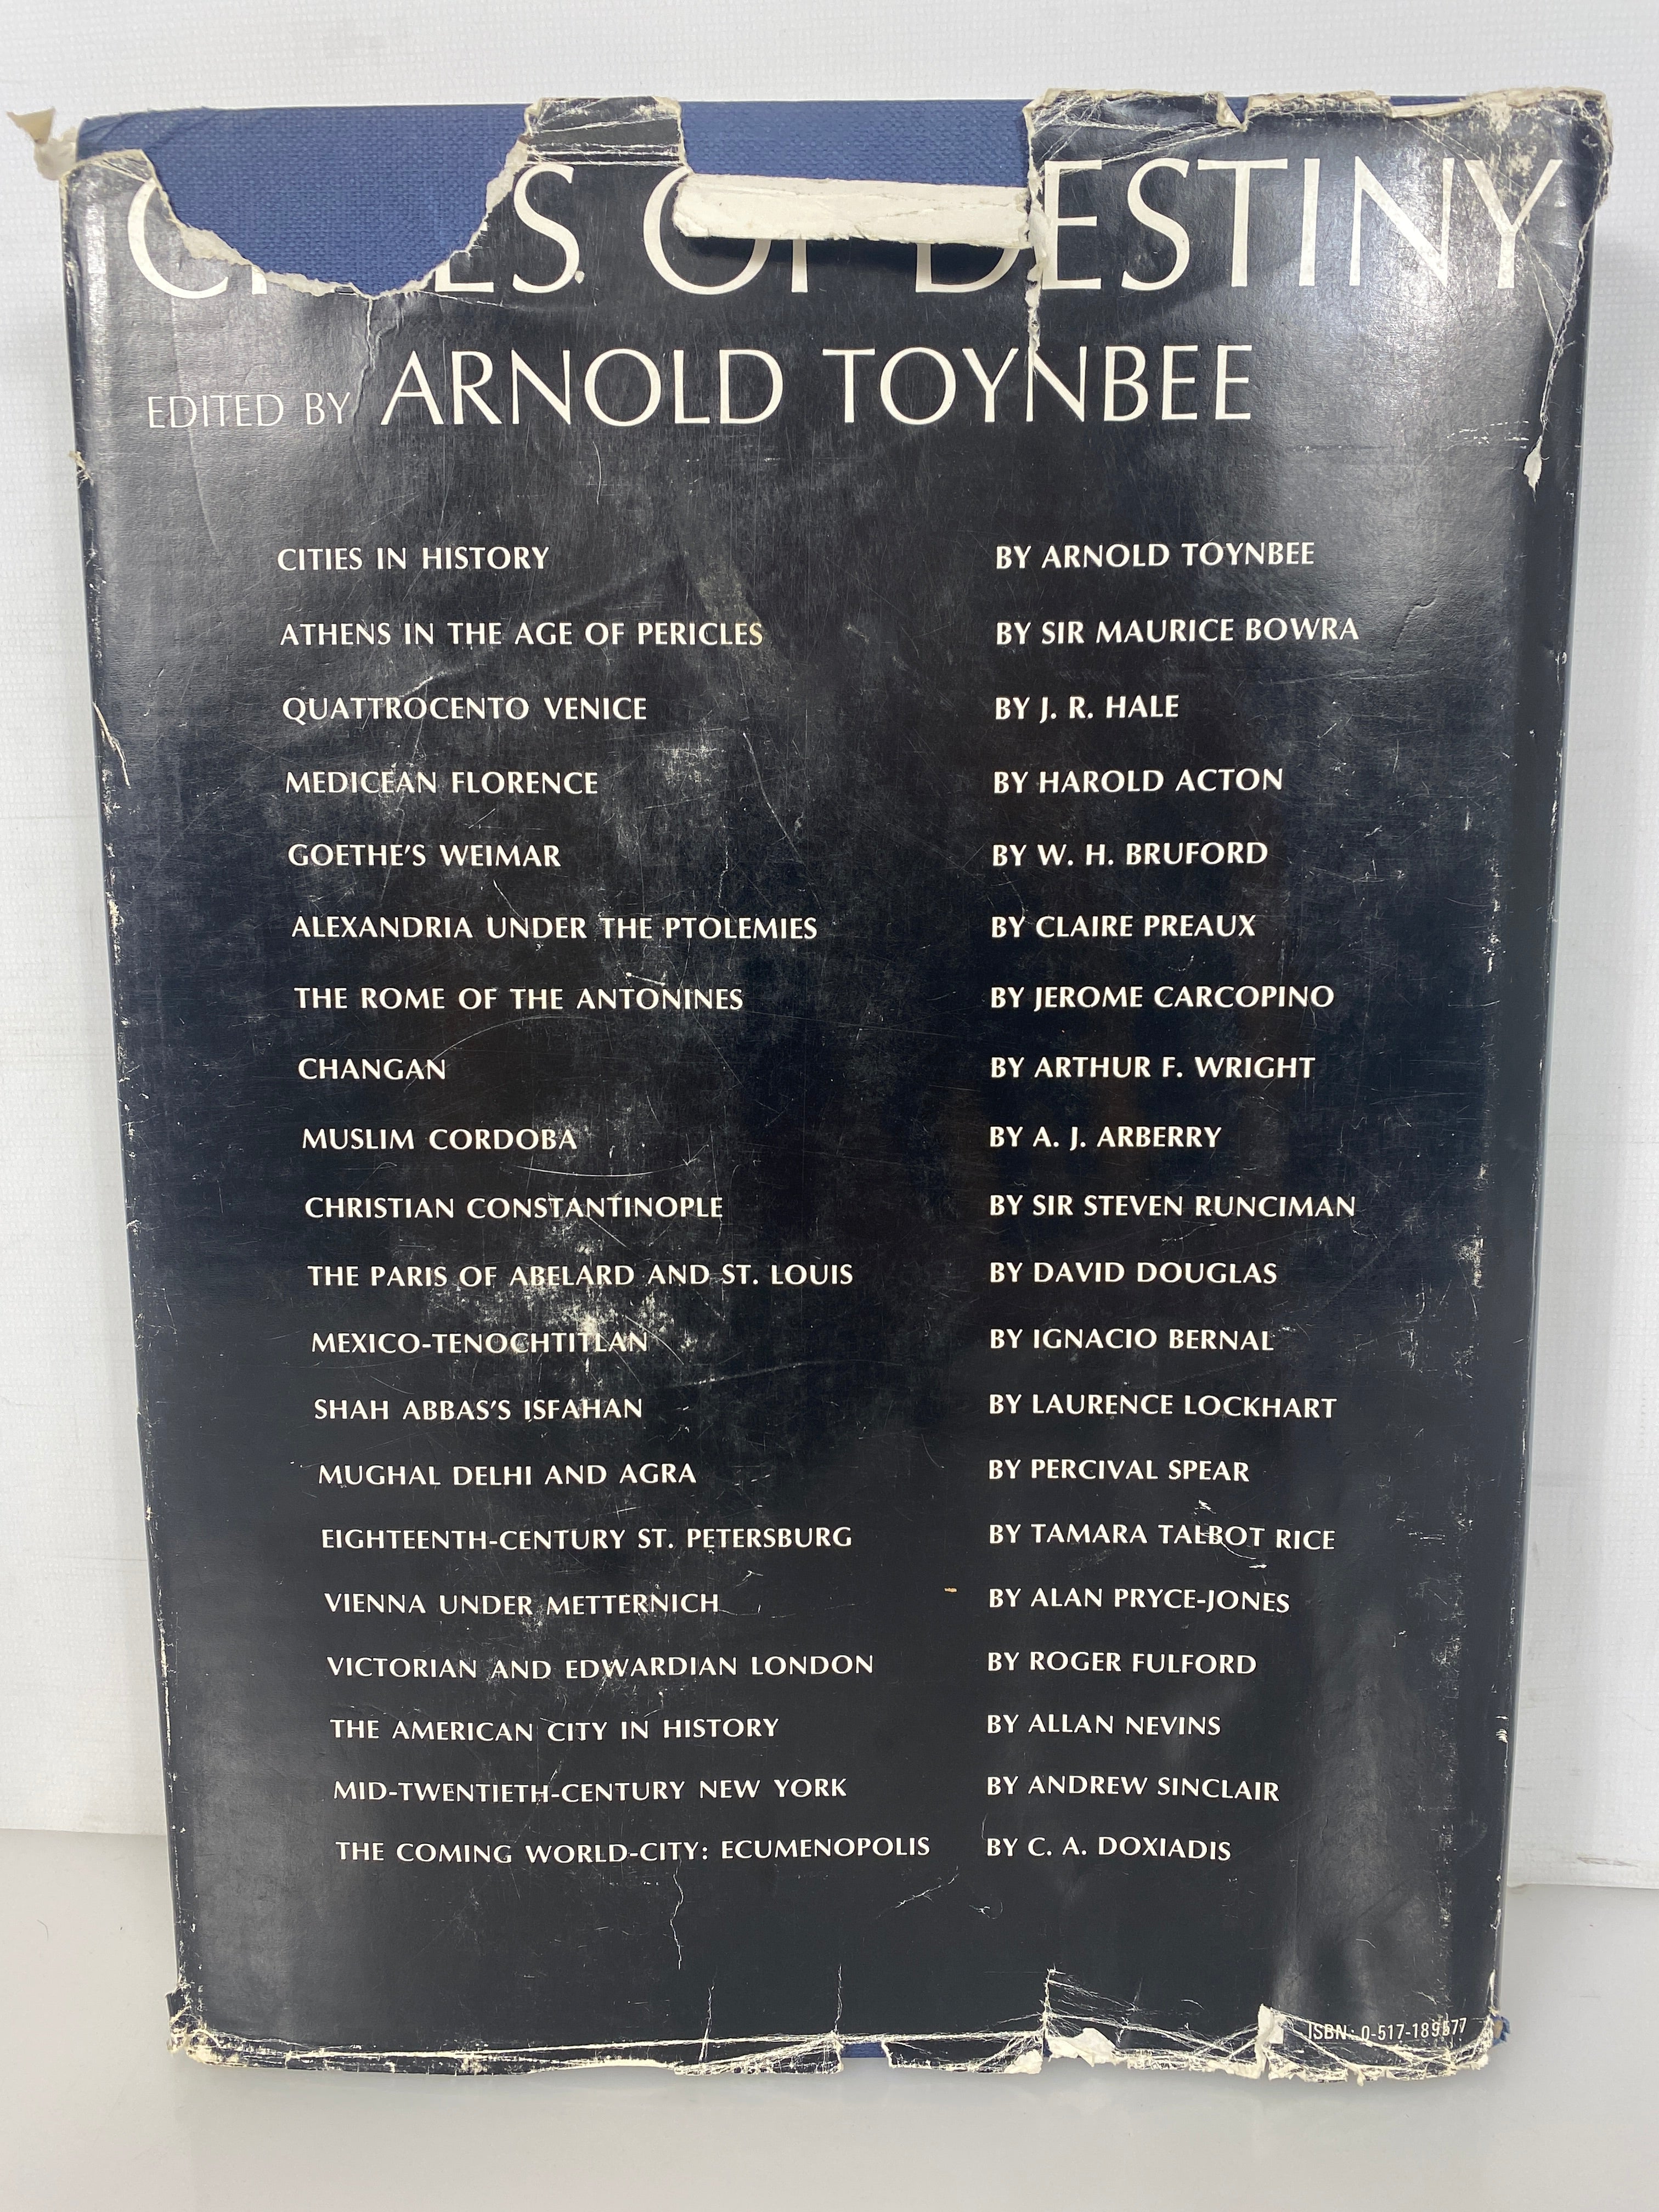 CITIES OF DESTINY
EDITED BY ARNOLD TOYNBEE
CITIES IN HISTORY BY ARNOLD TOYNBEE
ATHENS IN THE AGE OF PERICLES BY SIR MAURICE BOWRA
QUATTROCENTO VENICE BY J. R. HALE
MEDICEAN FLORENCE BY HAROLD ACTON
GOETHE'S WEIMAR BY W. H. BRUFORD
ALEXANDRIA UNDER THE PTOLEMIES BY CLAIRE PREAUX
THE ROME OF THE ANTONINES BY JEROME CARCOPINO
CHANGAN BY ARTHUR F. WRIGHT
MUSLIM CORDOBA BY A. J. ARBERRY
CHRISTIAN CONSTANTINOPLE BY SIR STEVEN RUNCIMAN
THE PARIS OF ABELARD AND ST. LOUIS BY DAVID DOUGLAS
MEXICO-TENOCHTITLAN BY IGNACIO BERNAL
SHAH ABBAS'S ISFAHAN BY LAURENCE LOCKHART
MUGHAL DELHI AND AGRA BY PERCIVAL SPEAR
EIGHTEENTH-CENTURY ST. PETERSBURG BY TAMARA TALBOT RICE
VIENNA UNDER METTERNICH BY ALAN PRYCE-JONES
VICTORIAN AND EDWARDIAN LONDON BY ROGER FULFORD
THE AMERICAN CITY IN HISTORY BY ALLAN NEVINS
MID-TWENTIETH-CENTURY NEW YORK BY ANDREW SINCLAIR
THE COMING WORLD-CITY: ECUMENOPOLIS BY C. A. DOXIADIS
ISBN: 0-517-189577